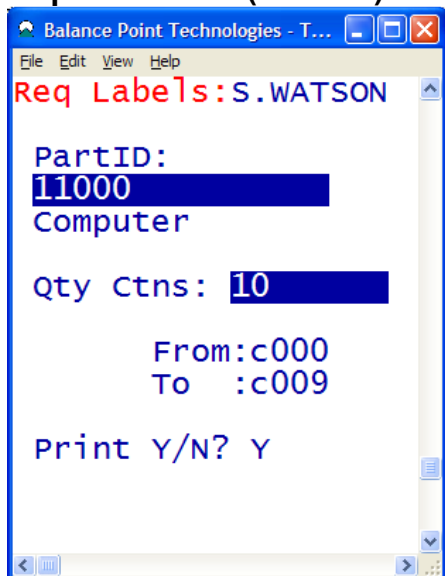 Balance Point Technologies - T...
File Edit View Help
Req Labels:S.WATSON
PartID:
11000
Computer
Qty Ctns: 10
From:c000
To :c009
Print Y/N? Y